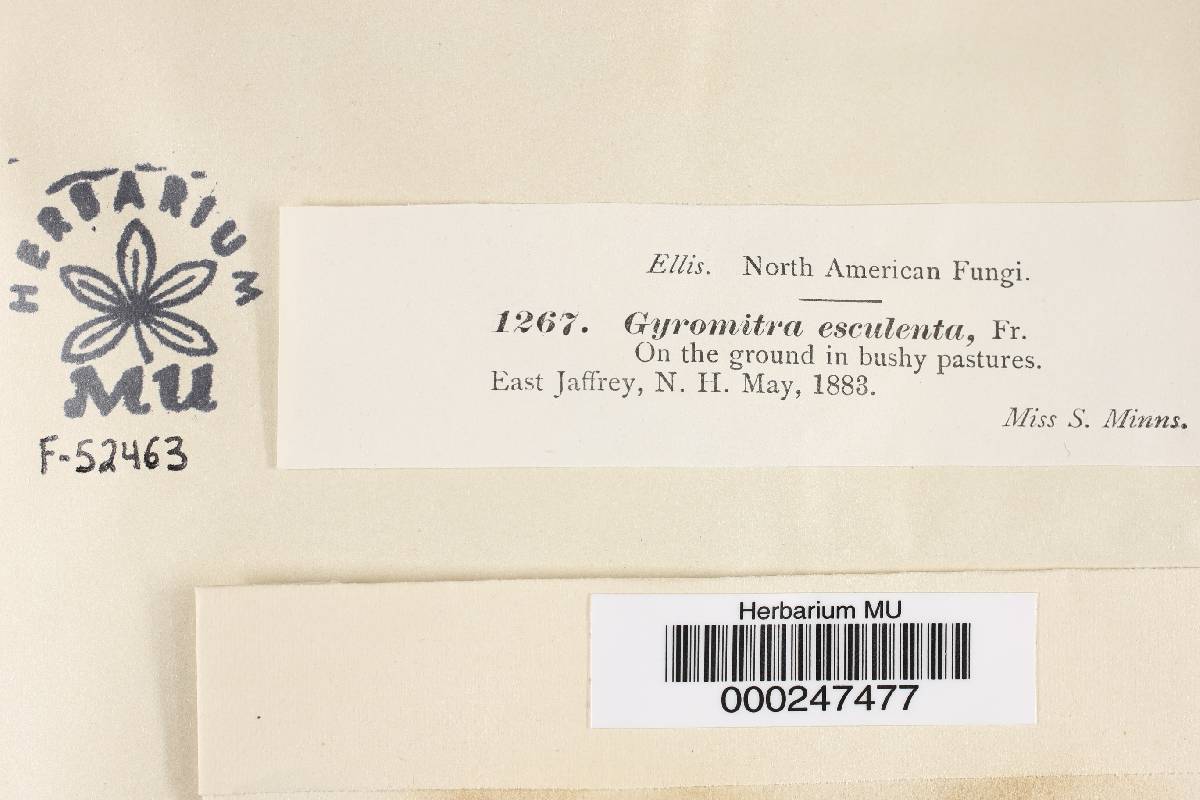 HERBARIUM
MU
F-52463
Ellis. North American Fungi.
1267. Gyromitra esculenta, Fr.
On the ground in bushy pastures.
East Jaffrey, N. H. May, 1883.
Miss S. Minns.
Herbarium MU
000247477